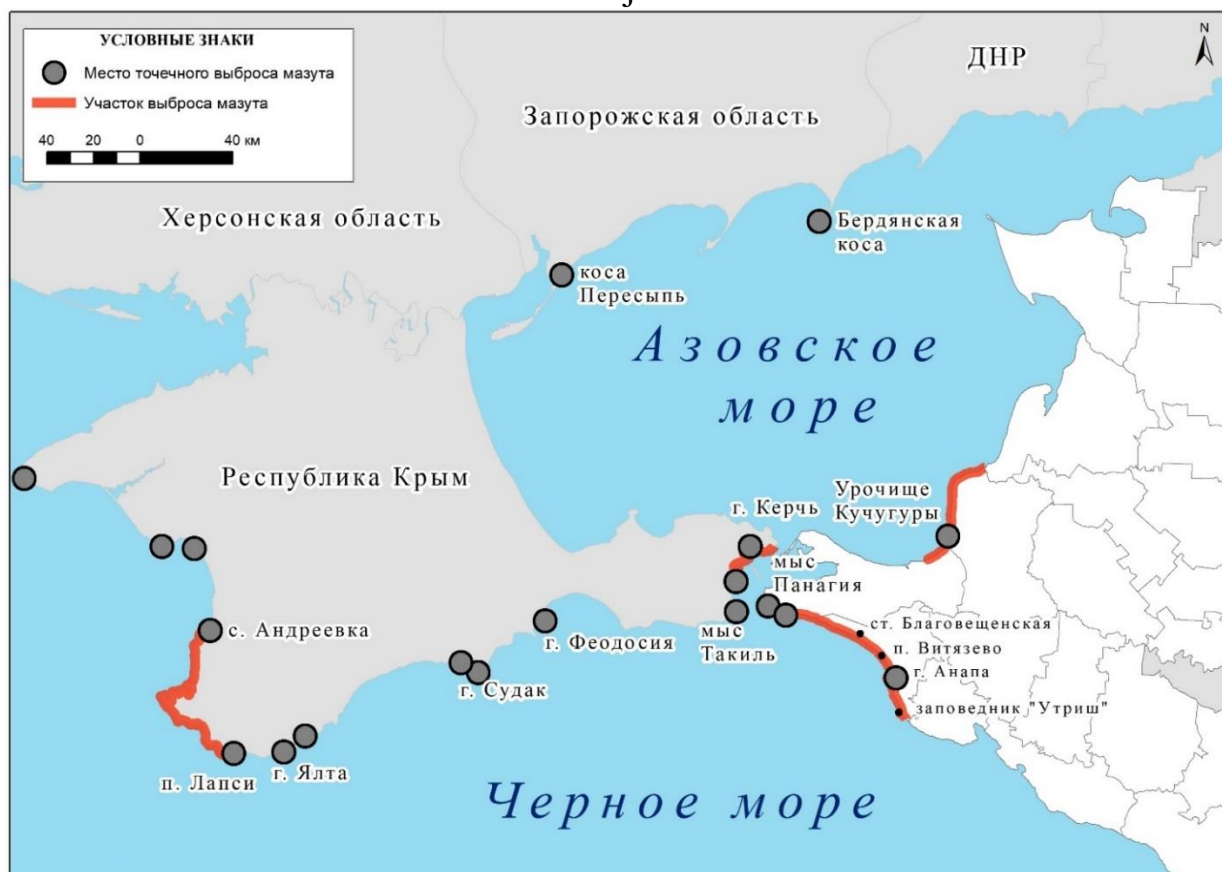 УСЛОВНЫЕ ЗНАКИ
Место точечного выброса мазута
Участок выброса мазута
40 20 0 40 км
N
ДНР
Запорожская область
Херсонская область
Бердянская
коса
коса
Пересыпь
Азовское
море
Республика Крым
Урочище
Кучугуры
г. Керчь
мыс
Панагия
ст. Благовещенская
п. Витязево
г. Анапа
заповедник "Утриш"
с. Андреевка
г. Феодосия
мыс
Такиль
г. Судак
п. Лапси
г. Ялта
Черное море